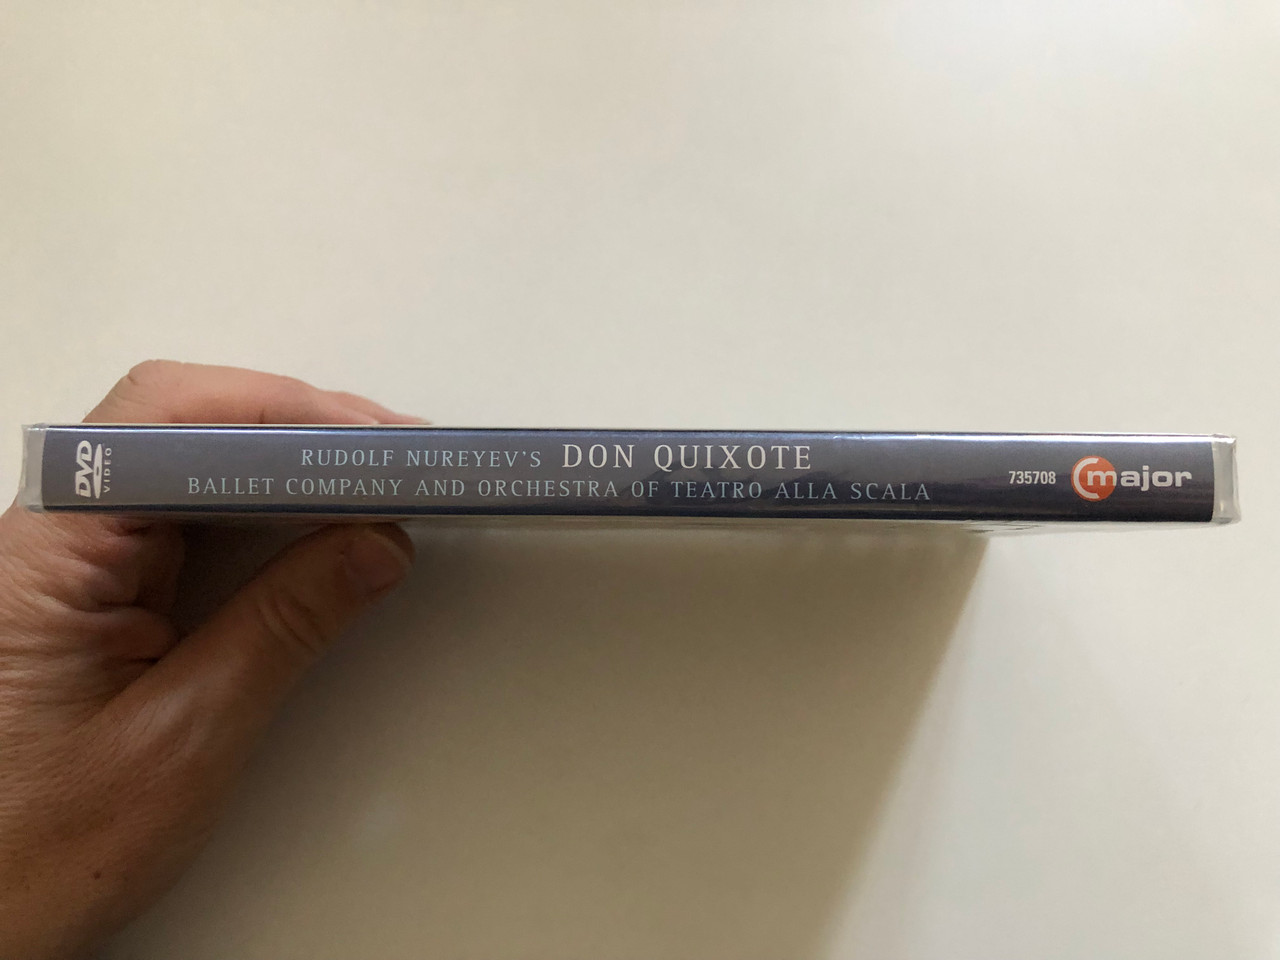 DVD
VIDEO
RUDOLF NUREYEV'S DON QUIXOTE
BALLET COMPANY AND ORCHESTRA OF TEATRO ALLA SCALA
735708
Cmajor